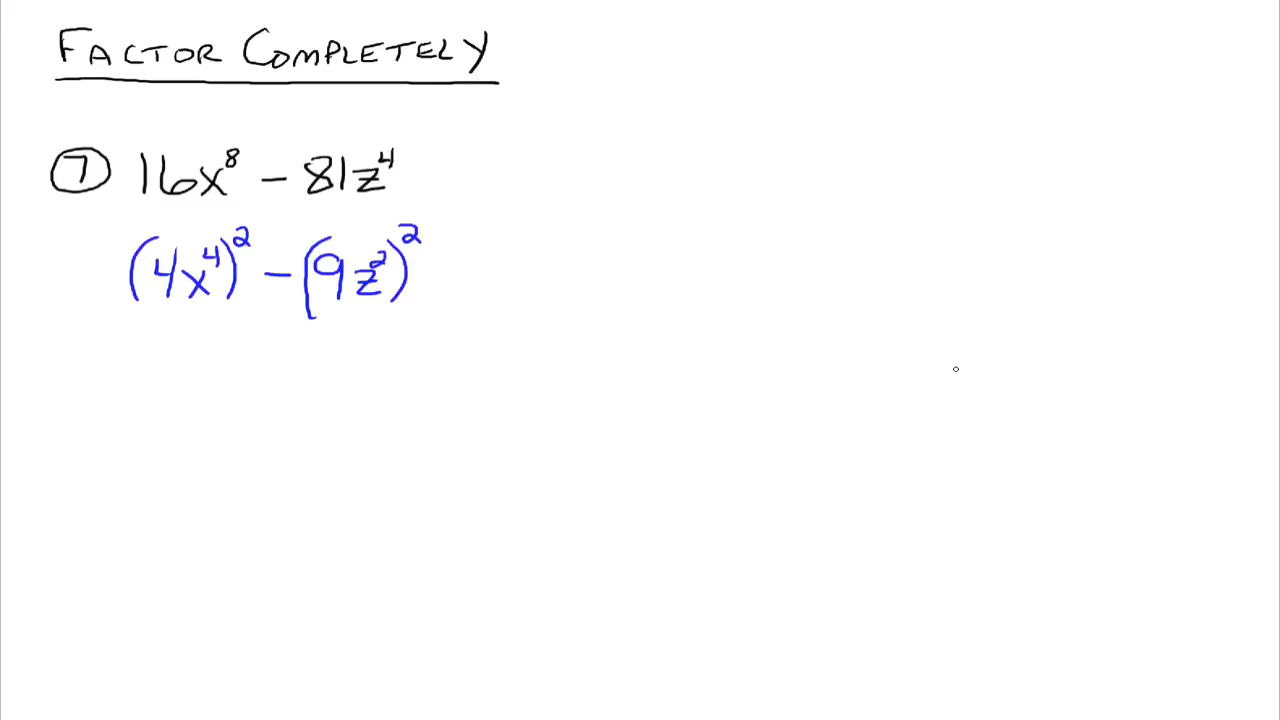 FACTOR COMPLETELY
⑦ 16x⁸ - 81z⁴
(4x⁴)² - (9z²)²